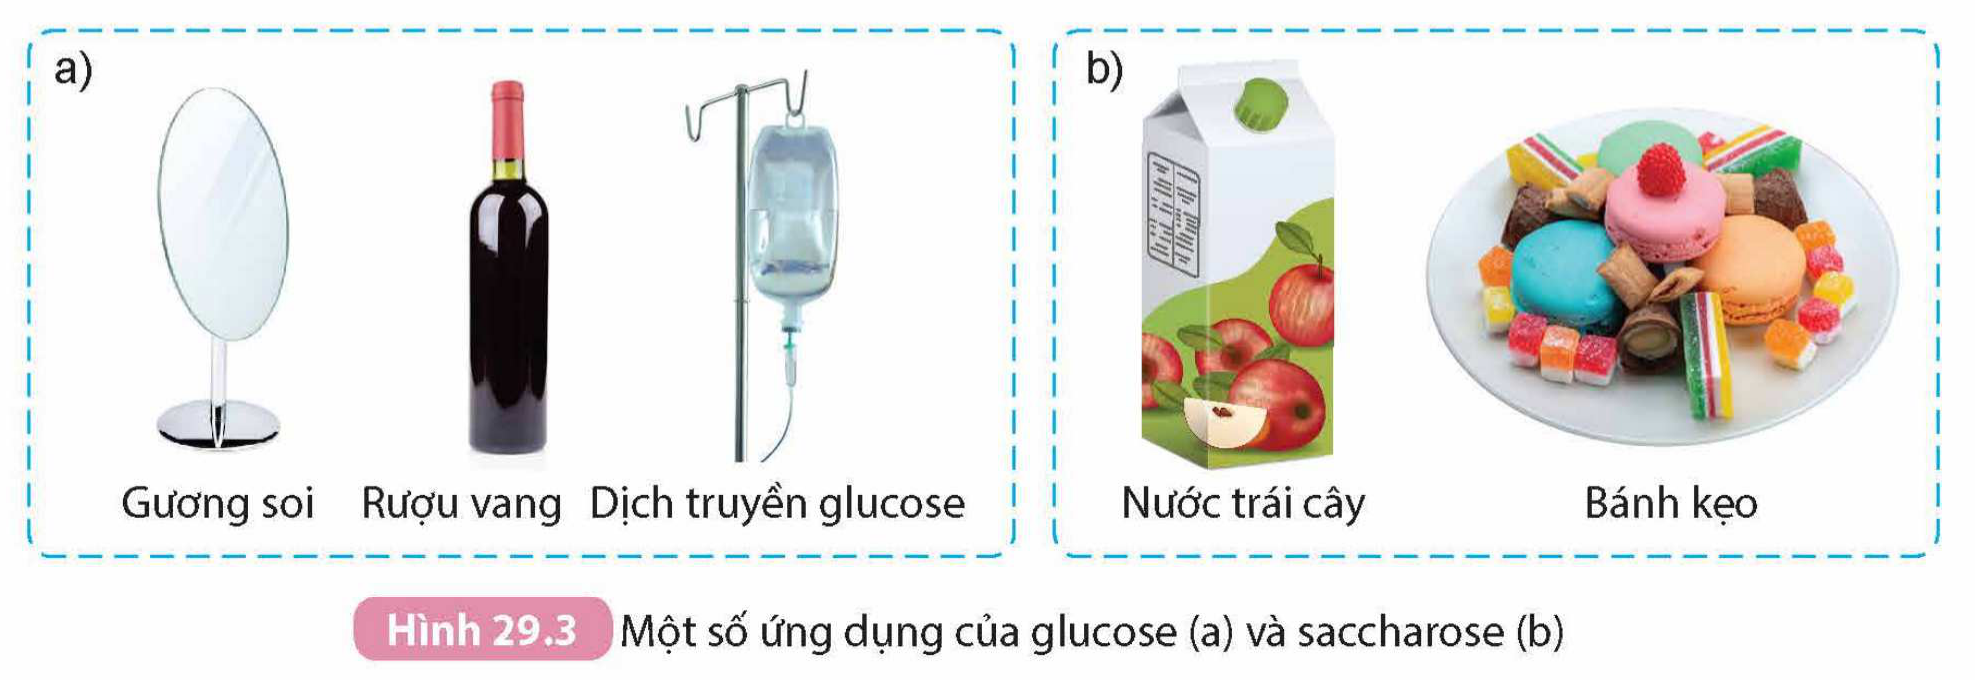 a)
Gương soi
Rượu vang
Dịch truyền glucose
b)
Nước trái cây
Bánh kẹo
Hình 29.3 Một số ứng dụng của glucose (a) và saccharose (b)